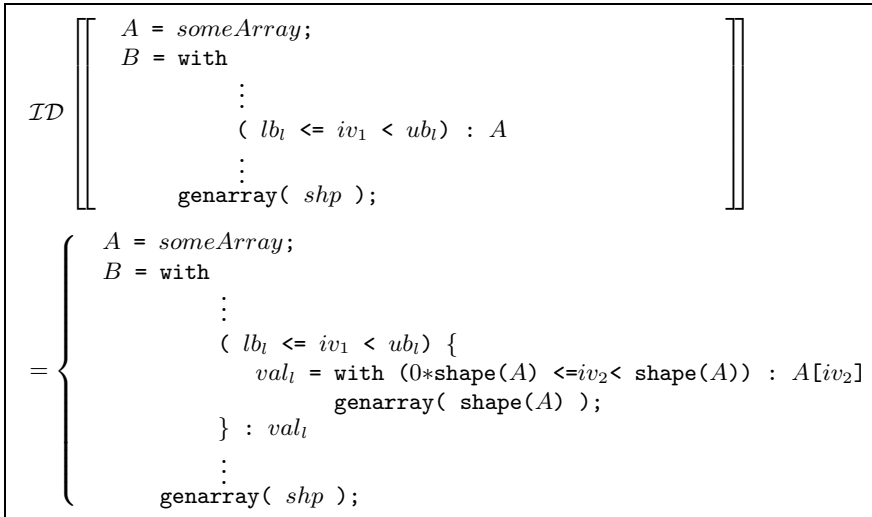 A = someArray;
B = with
⋮
ID ⟦ ( lb_l <= iv_1 < ub_l) : A ⟧
⋮
genarray( shp );
A = someArray;
B = with
⋮
( lb_l <= iv_1 < ub_l) {
= { val_l = with (0*shape(A) <=iv_2< shape(A)) : A[iv_2]
genarray( shape(A) );
} : val_l
⋮
genarray( shp );